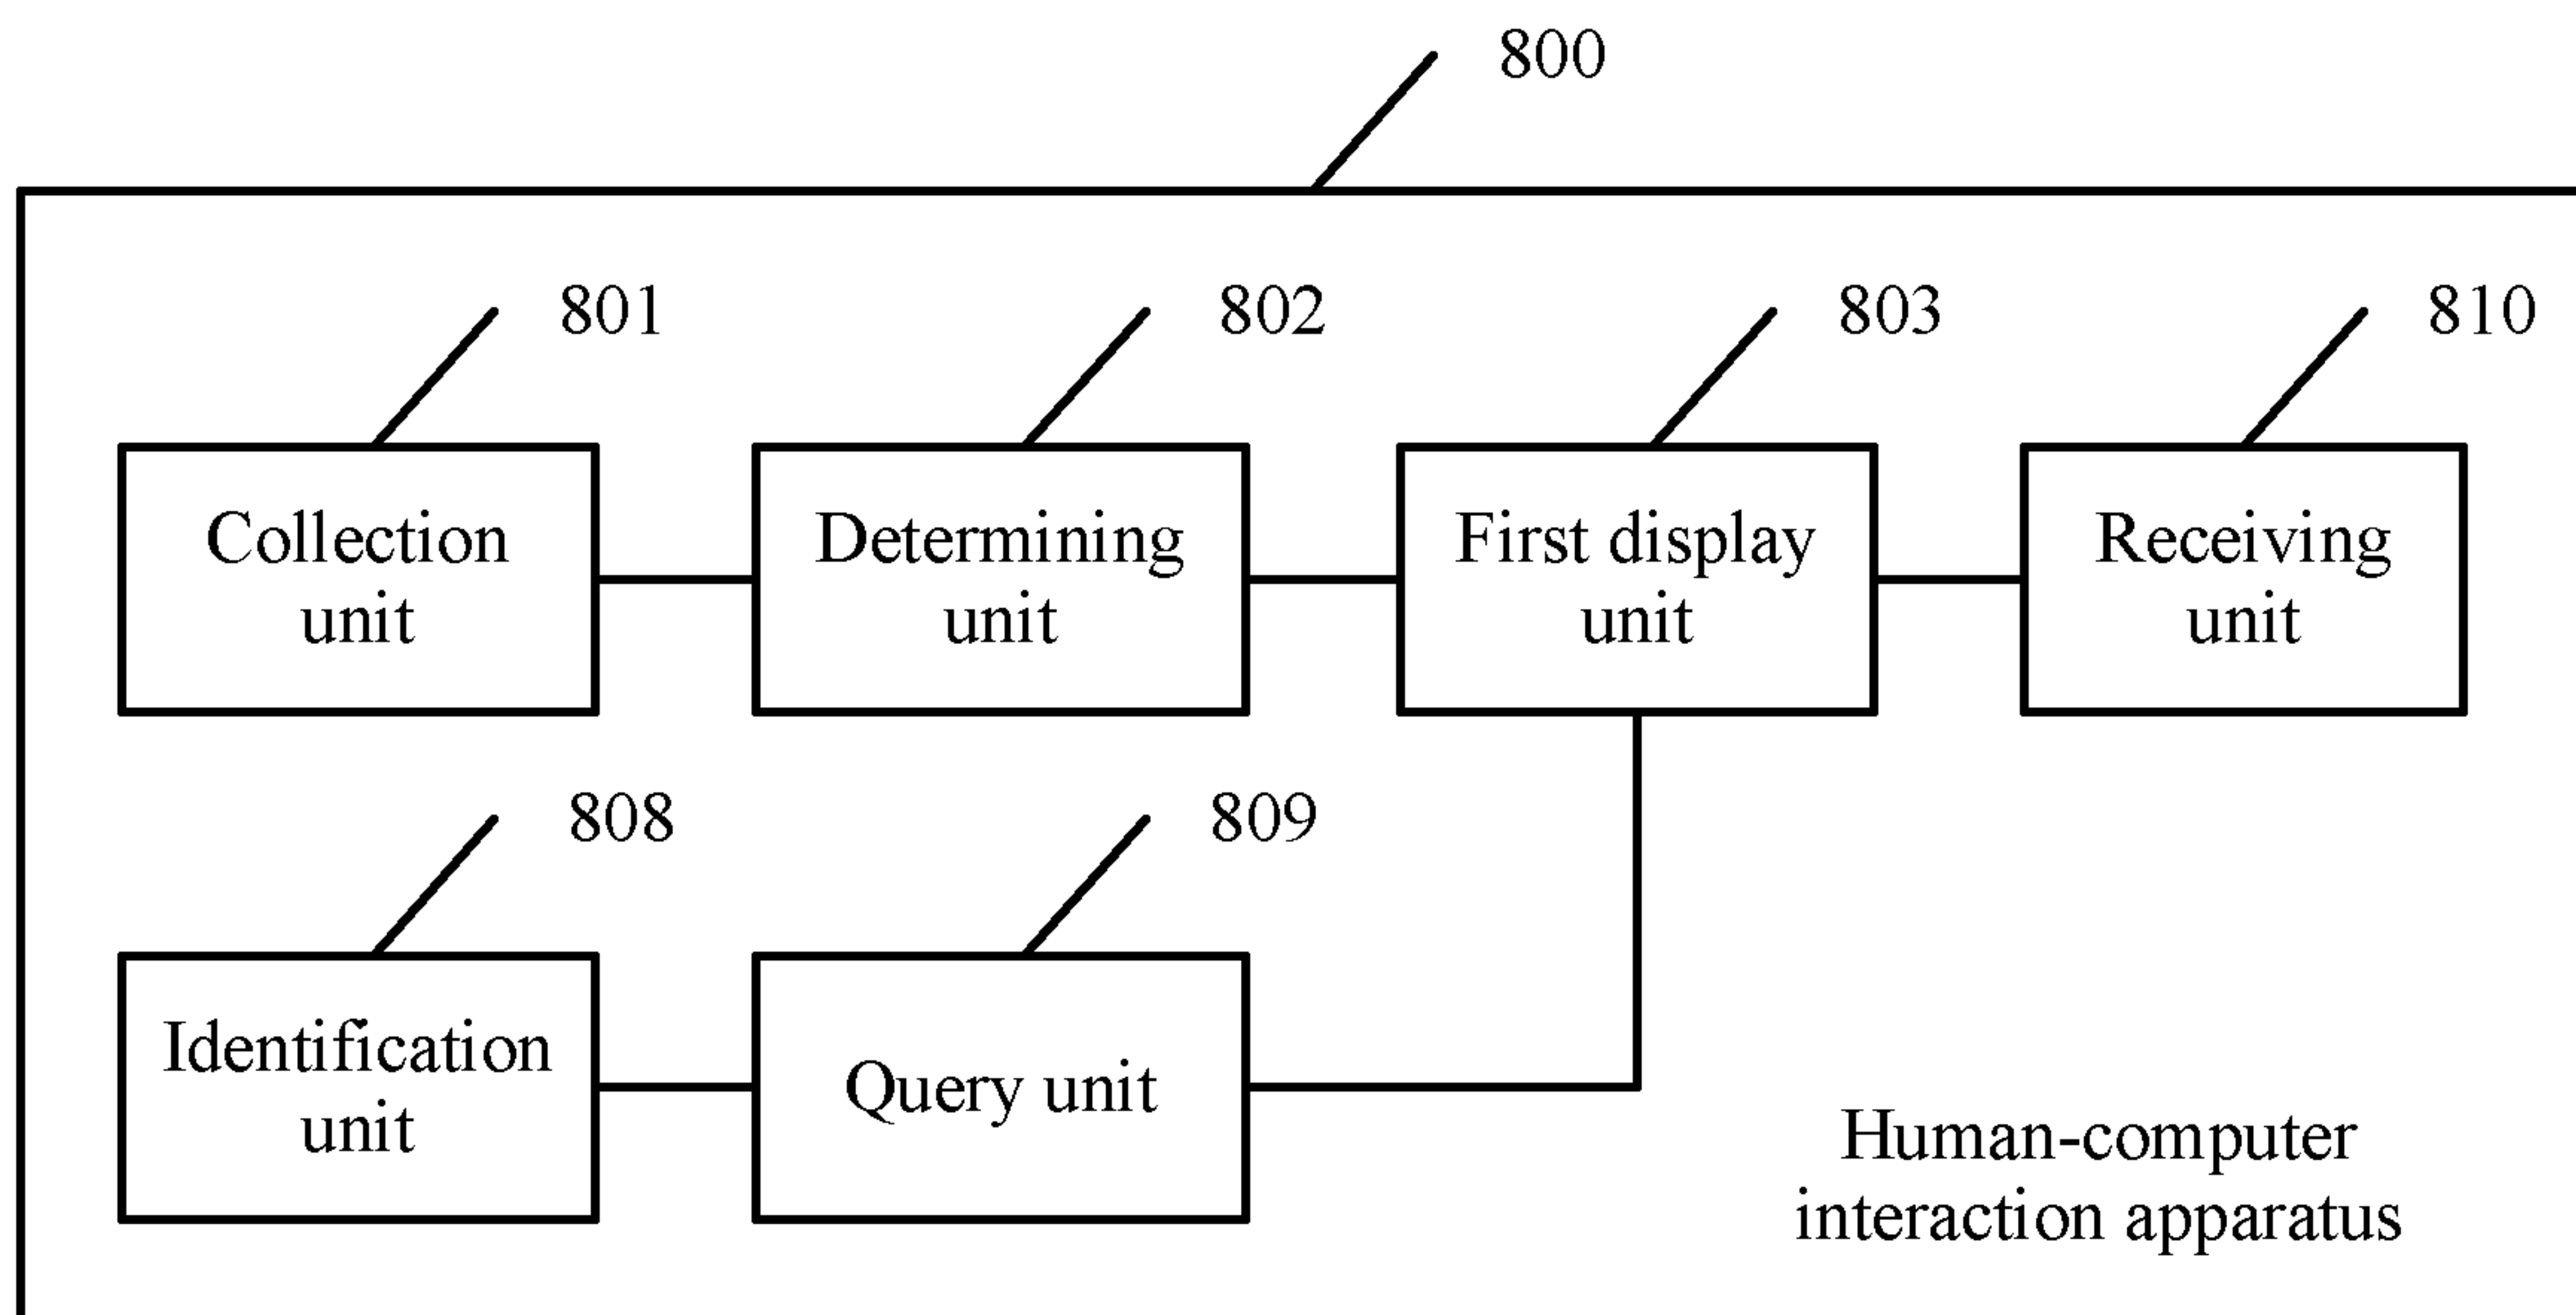 800
801
802
803
810
Collection
unit
Determining
unit
First display
unit
Receiving
unit
808
809
Identification
unit
Query unit
Human-computer
interaction apparatus